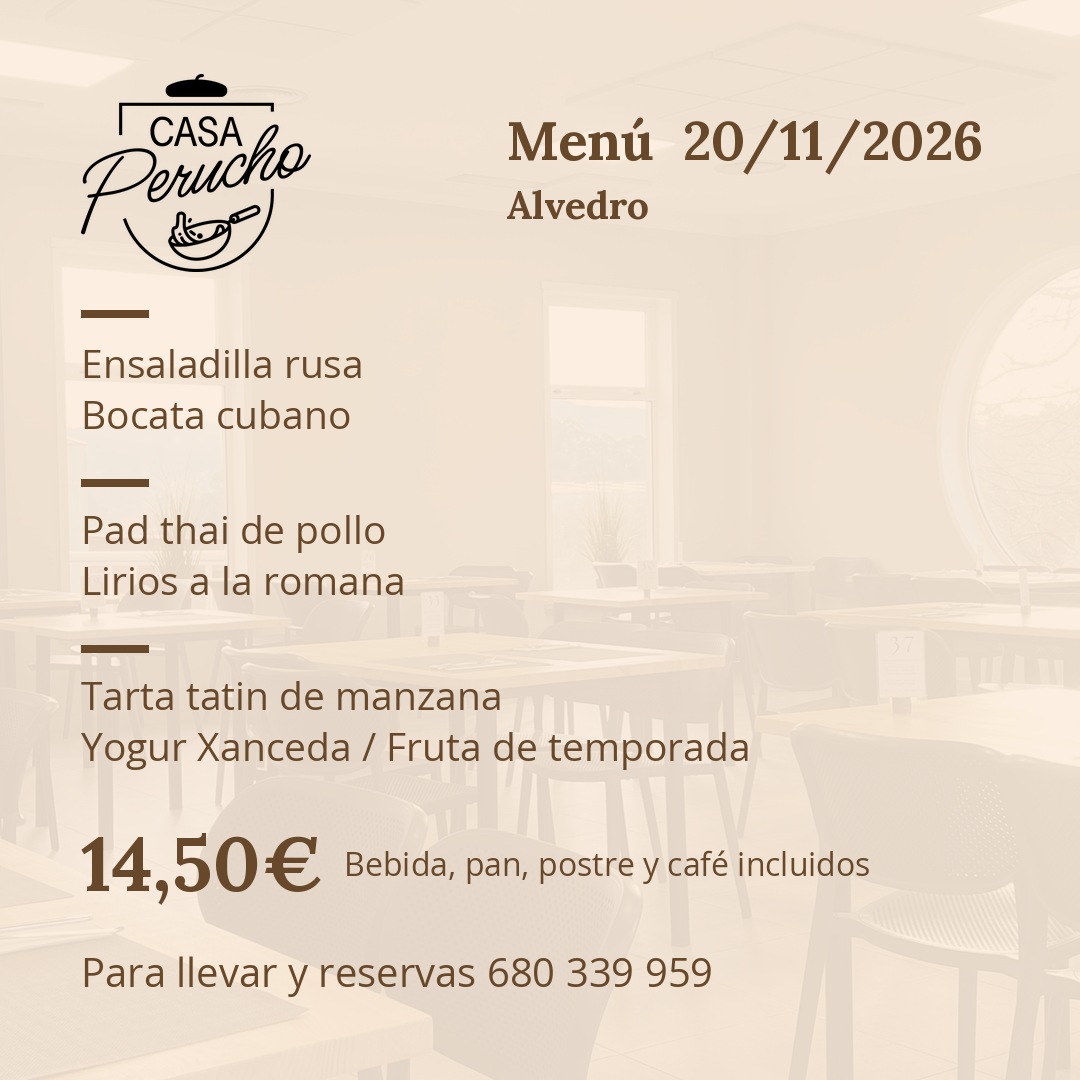 CASA
Perucho
Menú 20/11/2026
Alvedro
Ensaladilla rusa
Bocata cubano
Pad thai de pollo
Lirios a la romana
Tarta tatin de manzana
Yogur Xanceda / Fruta de temporada
14,50€ Bebida, pan, postre y café incluidos
Para llevar y reservas 680 339 959
37